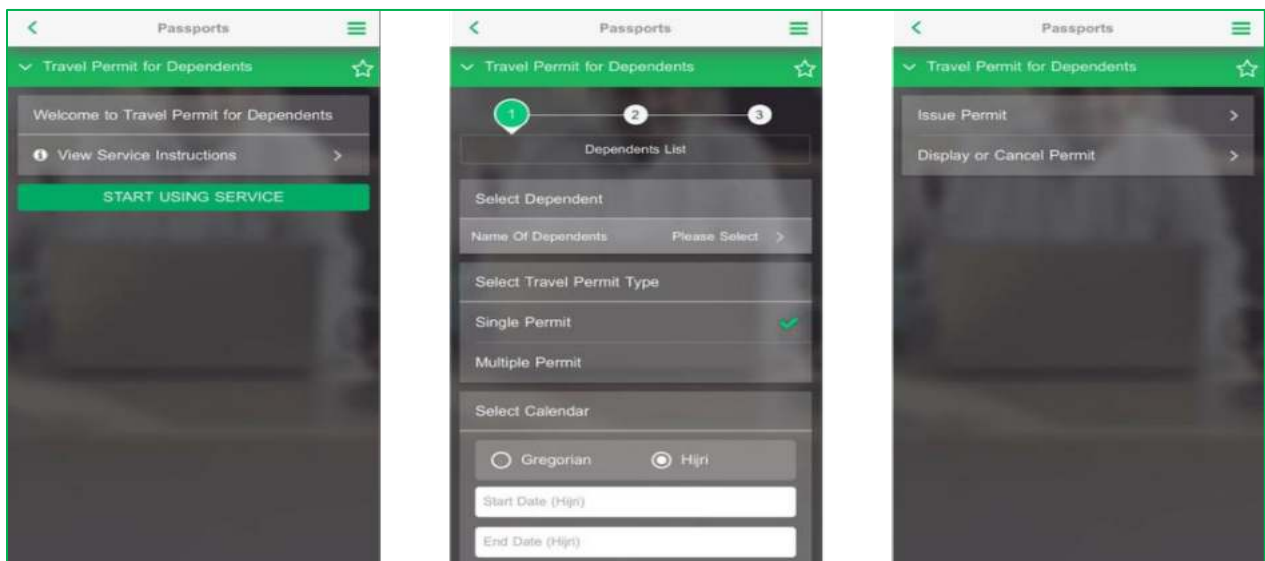 Passports
Travel Permit for Dependents
Welcome to Travel Permit for Dependents
View Service Instructions
START USING SERVICE
Passports
Travel Permit for Dependents
1 2 3
Dependents List
Select Dependent
Name Of Dependents Please Select
Select Travel Permit Type
Single Permit
Multiple Permit
Select Calendar
Gregorian Hijri
Start Date (Hijri)
End Date (Hijri)
Passports
Travel Permit for Dependents
Issue Permit
Display or Cancel Permit